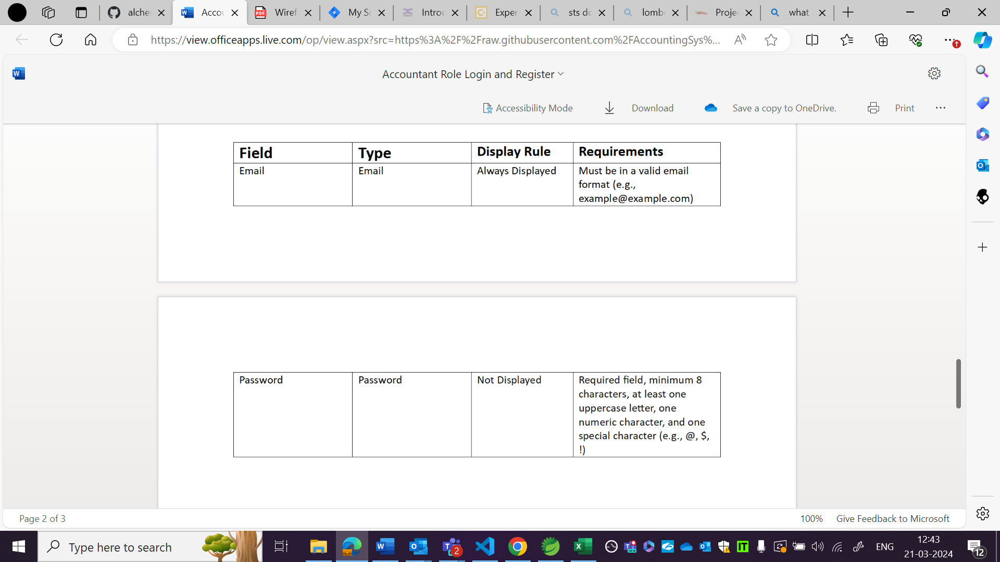 alche
Accou
Wiref
My Sc
Introc
Exper
sts do
lomb
Projec
what
https://view.officeapps.live.com/op/view.aspx?src=https%3A%2F%2Fraw.githubusercontent.com%2FAccountingSys%...
Accountant Role Login and Register
Accessibility Mode
Download
Save a copy to OneDrive.
Print
Field Type Display Rule Requirements
Email Email Always Displayed Must be in a valid email
format (e.g.,
example@example.com)
Password Password Not Displayed Required field, minimum 8
characters, at least one
uppercase letter, one
numeric character, and one
special character (e.g., @, $,
!)
Page 2 of 3
100%
Give Feedback to Microsoft
Type here to search
2
ENG
12:43
21-03-2024
12